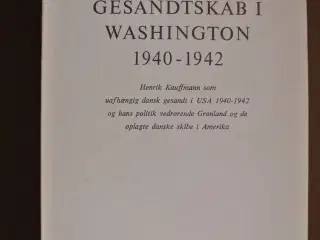 GESANDTSKAB I
WASHINGTON
1940-1942
Henrik Kauffmann som
uafhængig dansk gesandt i USA 1940-1942
og hans politik vedrørende Grønland og de
oplagte danske skibe i Amerika